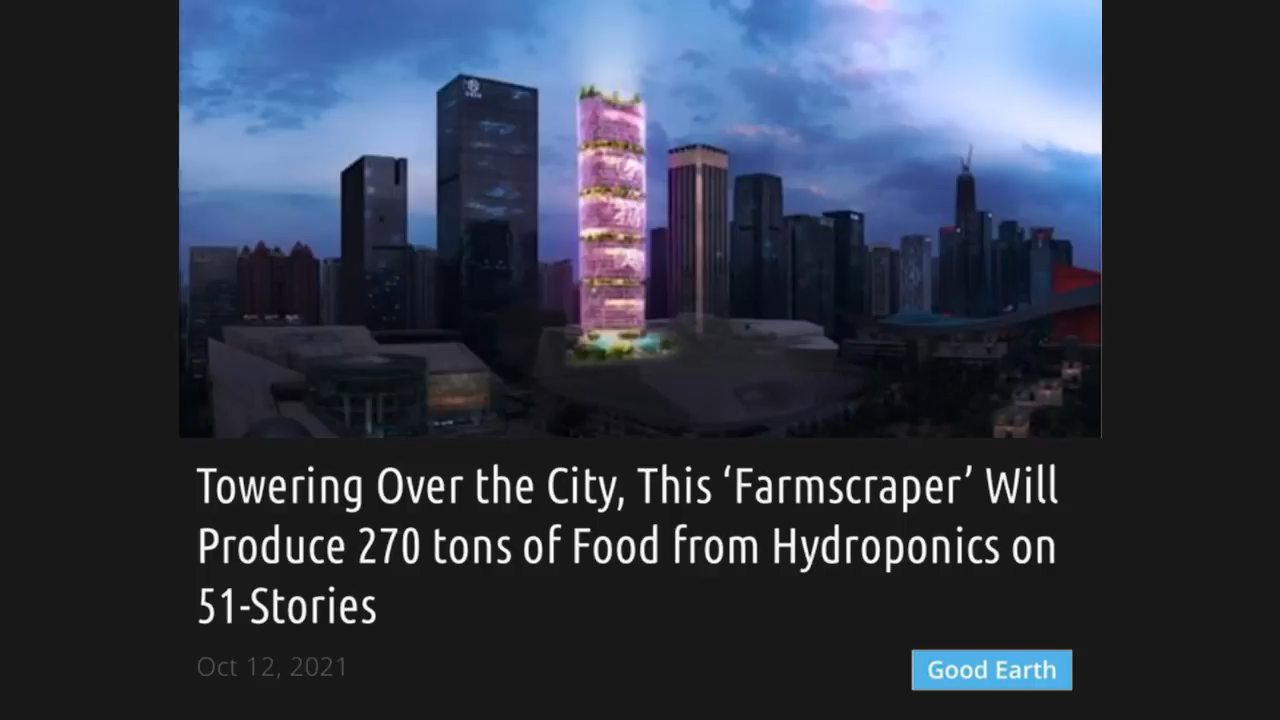 Towering Over the City, This ‘Farmscraper’ Will
Produce 270 tons of Food from Hydroponics on
51-Stories
Oct 12, 2021
Good Earth